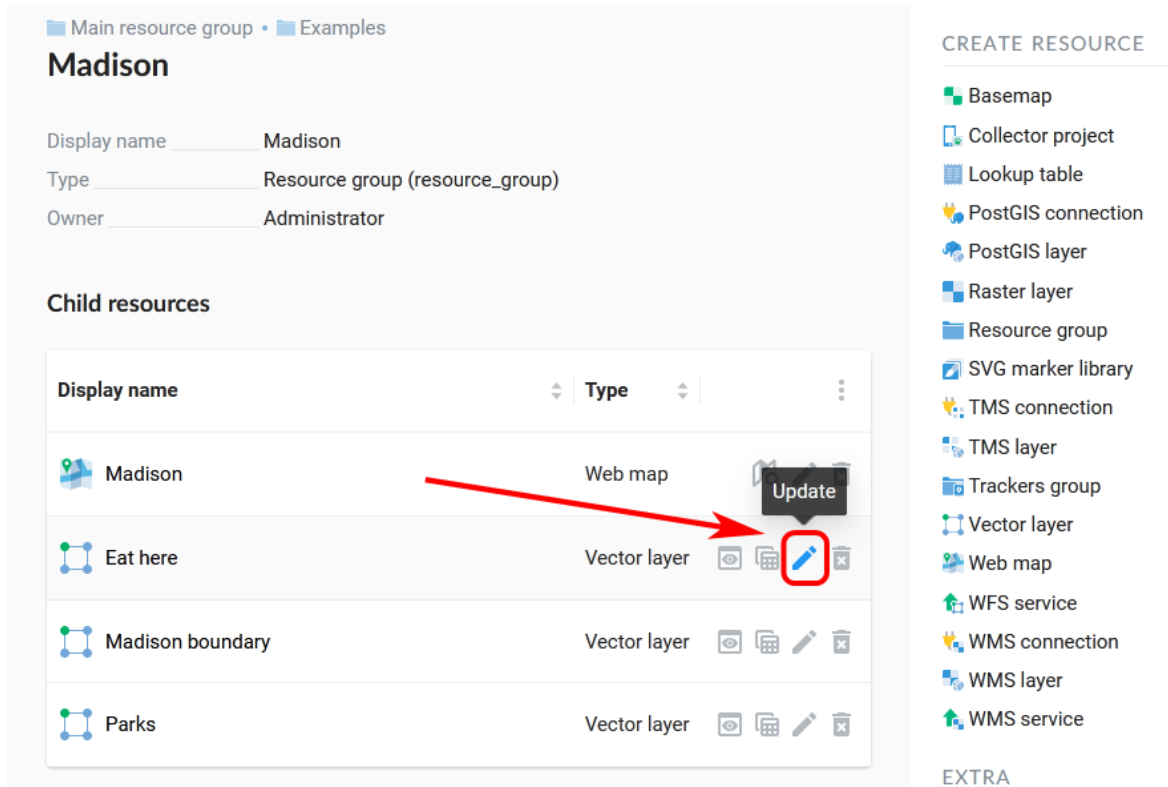 Main resource group • Examples
Madison
Display name Madison
Type Resource group (resource_group)
Owner Administrator
Child resources
Display name Type
Madison Web map
Update
Eat here Vector layer
Madison boundary Vector layer
Parks Vector layer
CREATE RESOURCE
Basemap
Collector project
Lookup table
PostGIS connection
PostGIS layer
Raster layer
Resource group
SVG marker library
TMS connection
TMS layer
Trackers group
Vector layer
Web map
WFS service
WMS connection
WMS layer
WMS service
EXTRA